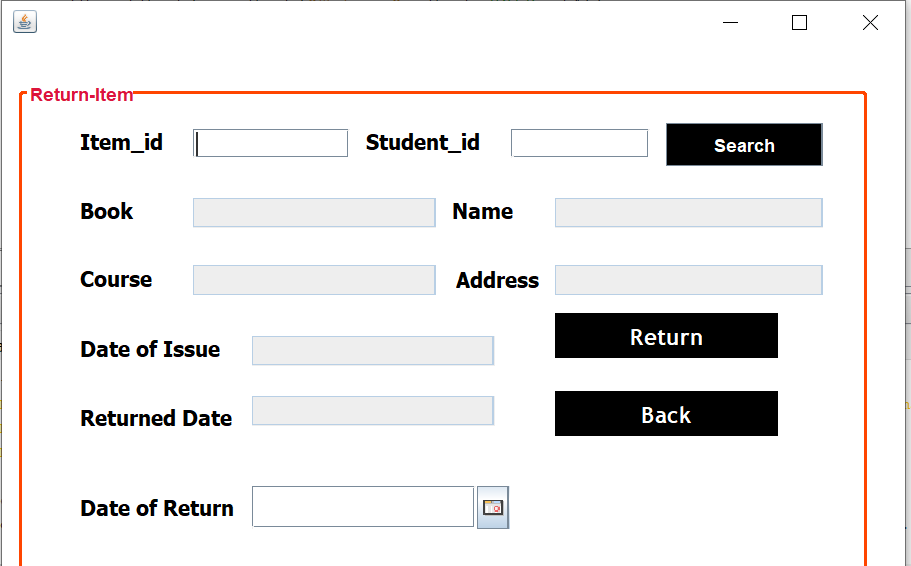 Return-Item
Item_id Student_id Search
Book Name
Course Address
Date of Issue Return
Returned Date Back
Date of Return